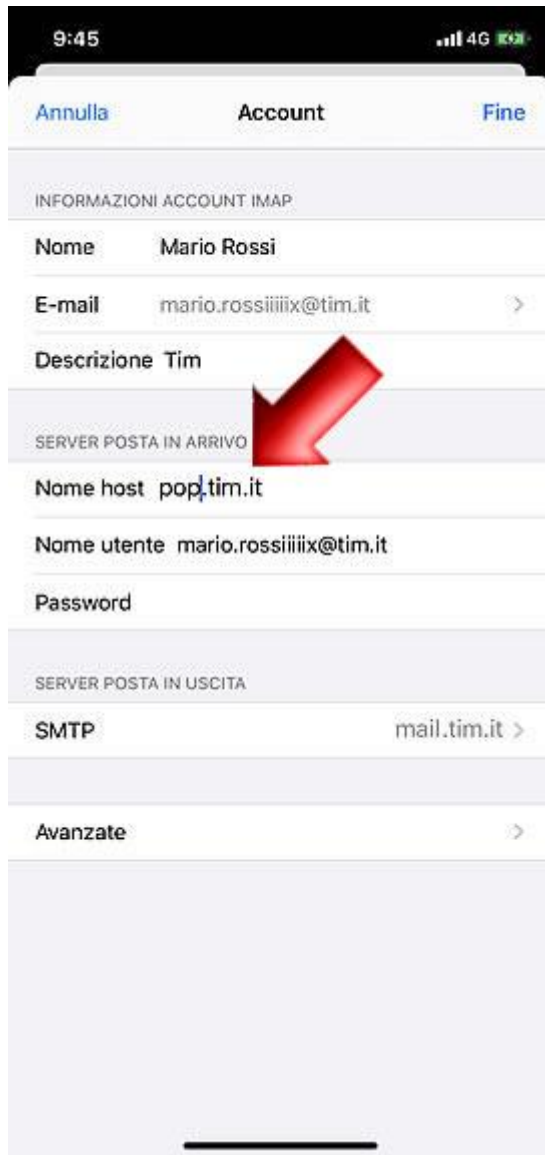 9:45
4G
Annulla Account Fine
INFORMAZIONI ACCOUNT IMAP
Nome Mario Rossi
E-mail mario.rossiiiiix@tim.it
Descrizione Tim
SERVER POSTA IN ARRIVO
Nome host pop.tim.it
Nome utente mario.rossiiiiix@tim.it
Password
SERVER POSTA IN USCITA
SMTP mail.tim.it
Avanzate